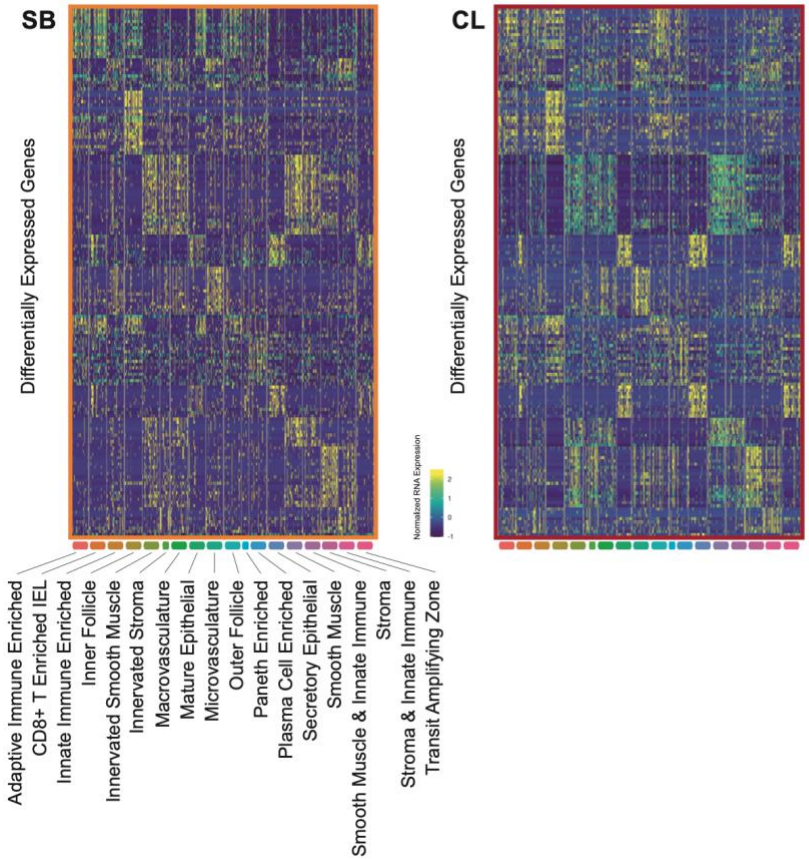 SB
CL
Differentially Expressed Genes
Differentially Expressed Genes
Normalized RNA Expression
2
1
0
-1
Adaptive Immune Enriched
CD8+ T Enriched IEL
Innate Immune Enriched
Inner Follicle
Innervated Smooth Muscle
Innervated Stroma
Macrovasculature
Mature Epithelial
Microvasculature
Outer Follicle
Paneth Enriched
Plasma Cell Enriched
Secretory Epithelial
Smooth Muscle
Smooth Muscle & Innate Immune
Stroma
Stroma & Innate Immune
Transit Amplifying Zone